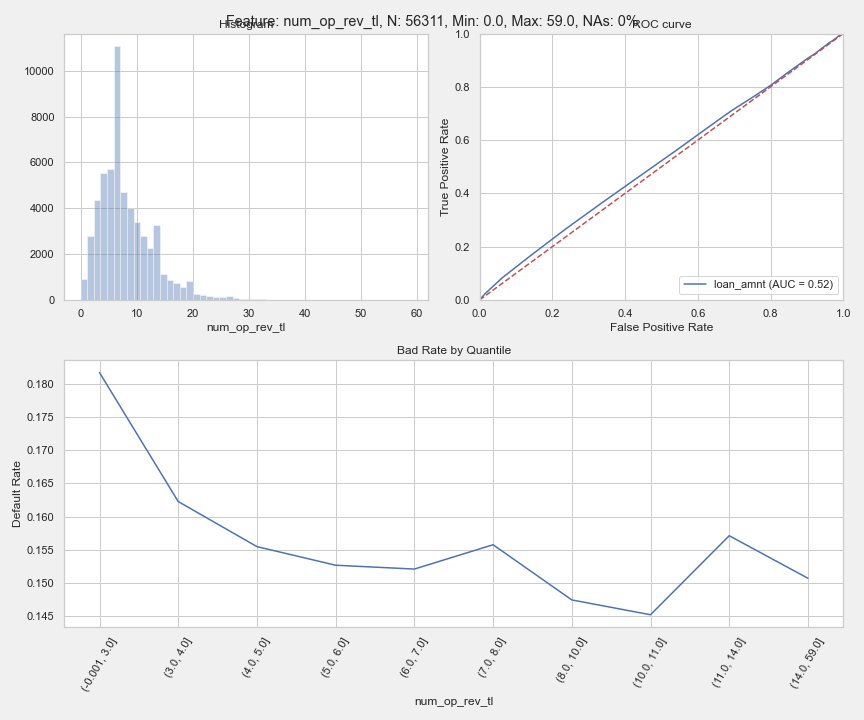 Feature: num_op_rev_tl, N: 56311, Min: 0.0, Max: 59.0, NAs: 0%
Histogram
10000
8000
6000
4000
2000
0
0 10 20 30 40 50 60
num_op_rev_tl
ROC curve
True Positive Rate
1.0
0.8
0.6
0.4
0.2
0.0
loan_amnt (AUC = 0.52)
0.0 0.2 0.4 0.6 0.8 1.0
False Positive Rate
Bad Rate by Quantile
Default Rate
0.180
0.175
0.170
0.165
0.160
0.155
0.150
0.145
(-0.001, 3.0]
(3.0, 4.0]
(4.0, 5.0]
(5.0, 6.0]
(6.0, 7.0]
(7.0, 8.0]
(8.0, 10.0]
(10.0, 11.0]
(11.0, 14.0]
(14.0, 59.0]
num_op_rev_tl